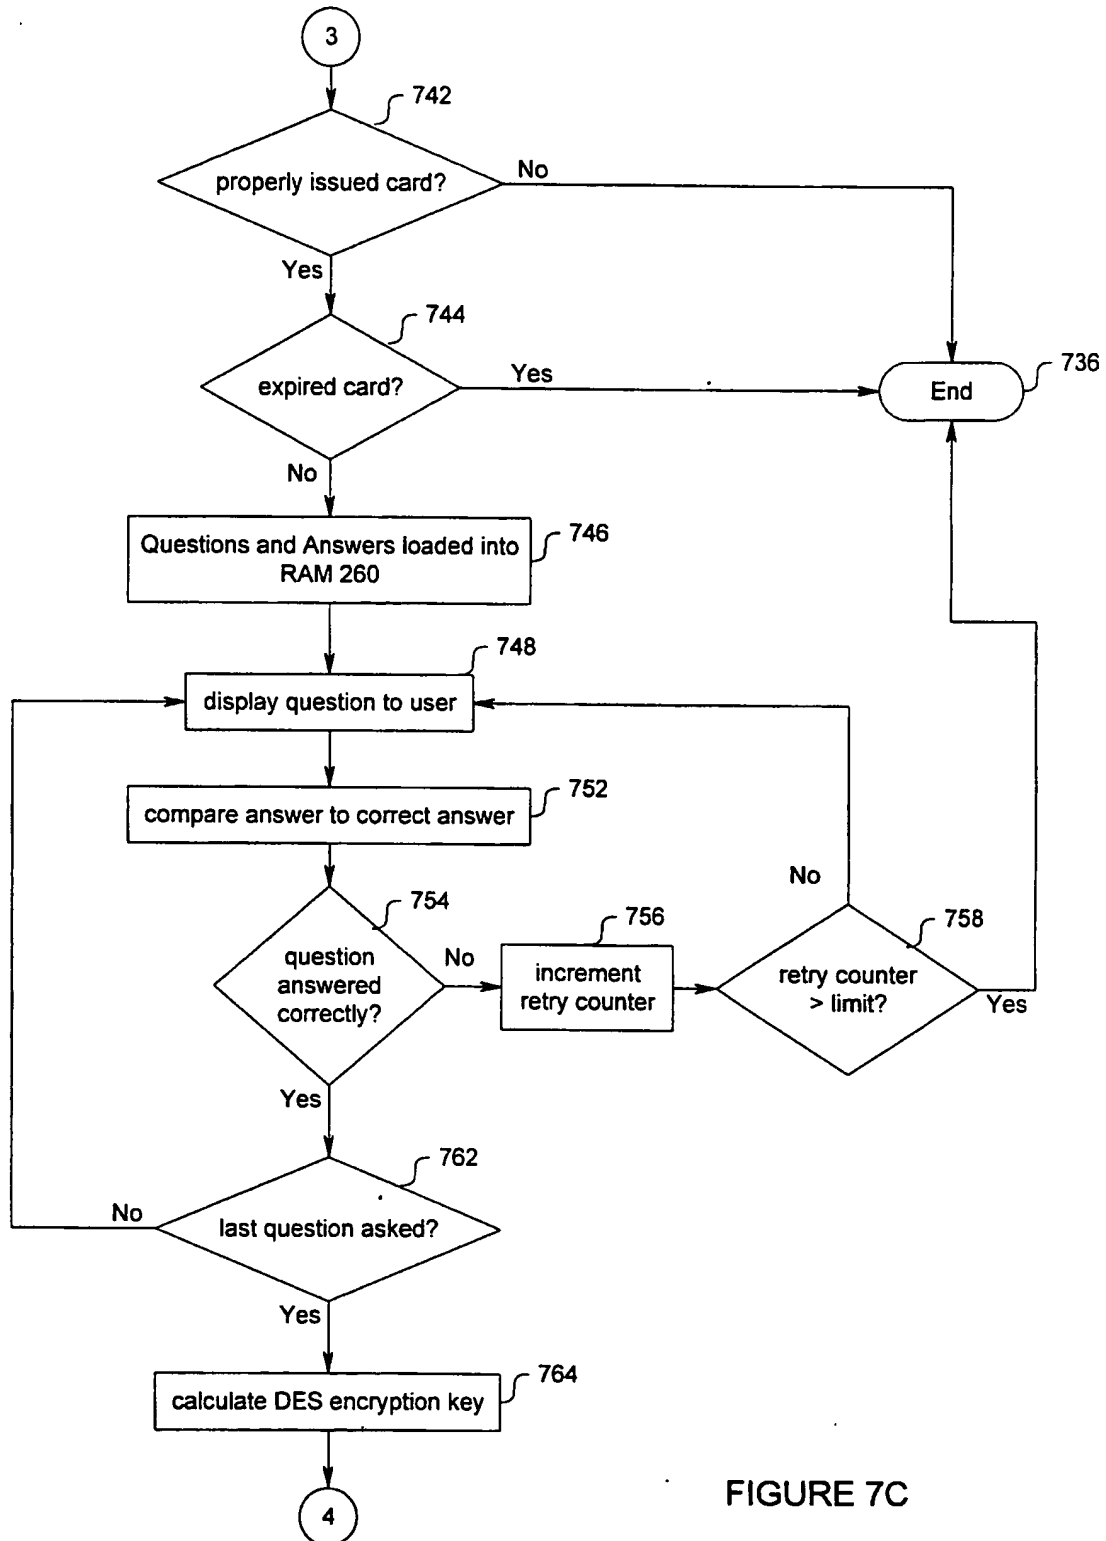 3
742
properly issued card?
No
Yes
744
expired card?
Yes
736
End
No
746
Questions and Answers loaded into
RAM 260
748
display question to user
752
compare answer to correct answer
No
754
756
758
question
answered
correctly?
No
increment
retry counter
retry counter
> limit?
Yes
Yes
762
No
last question asked?
Yes
764
calculate DES encryption key
4
FIGURE 7C